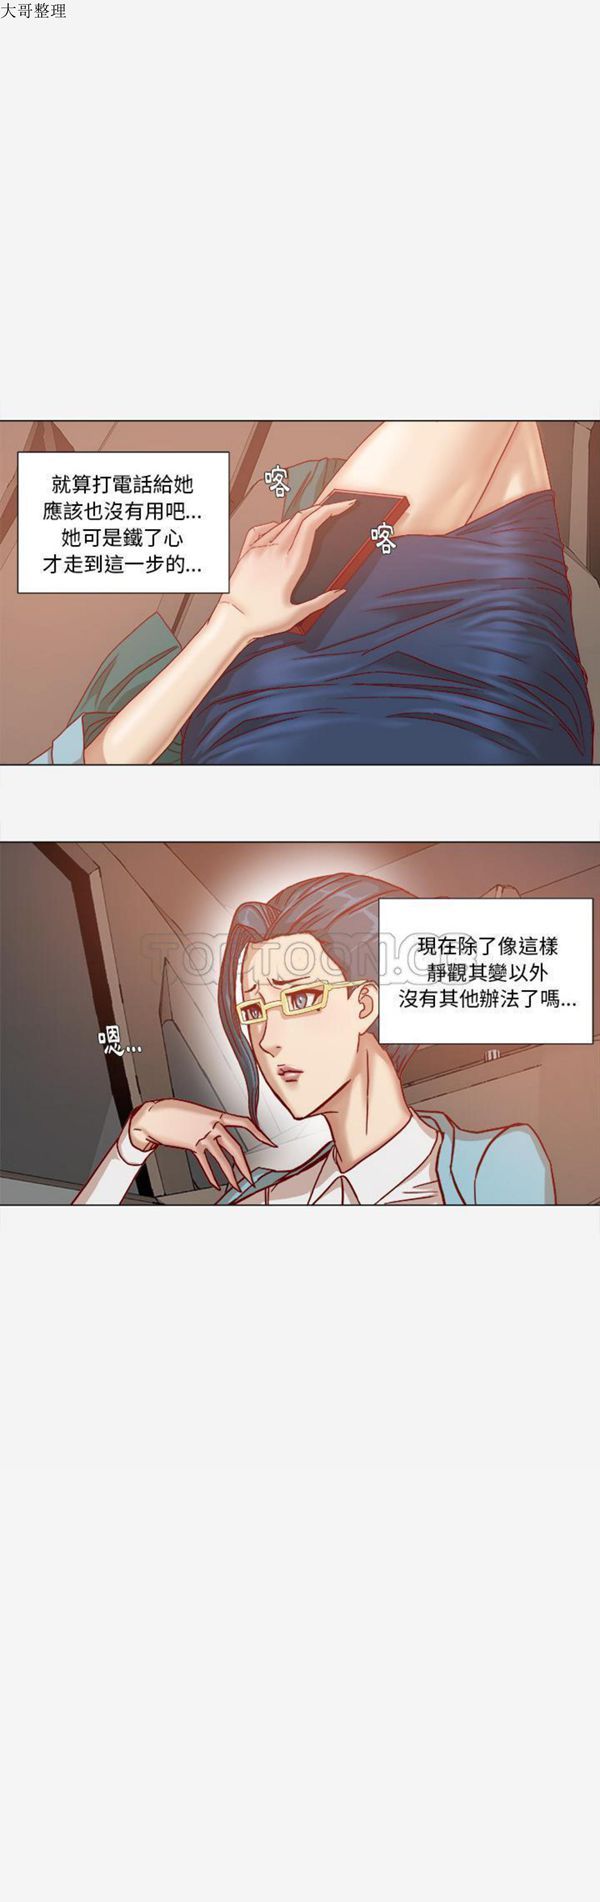 大哥整理
就算打電話給她
應該也沒有用吧...
她可是鐵了心
才走到這一步的...
喀
喀
現在除了像這樣
靜觀其變以外
沒有其他辦法了嗎...
TOPTOON.CC
嗯...